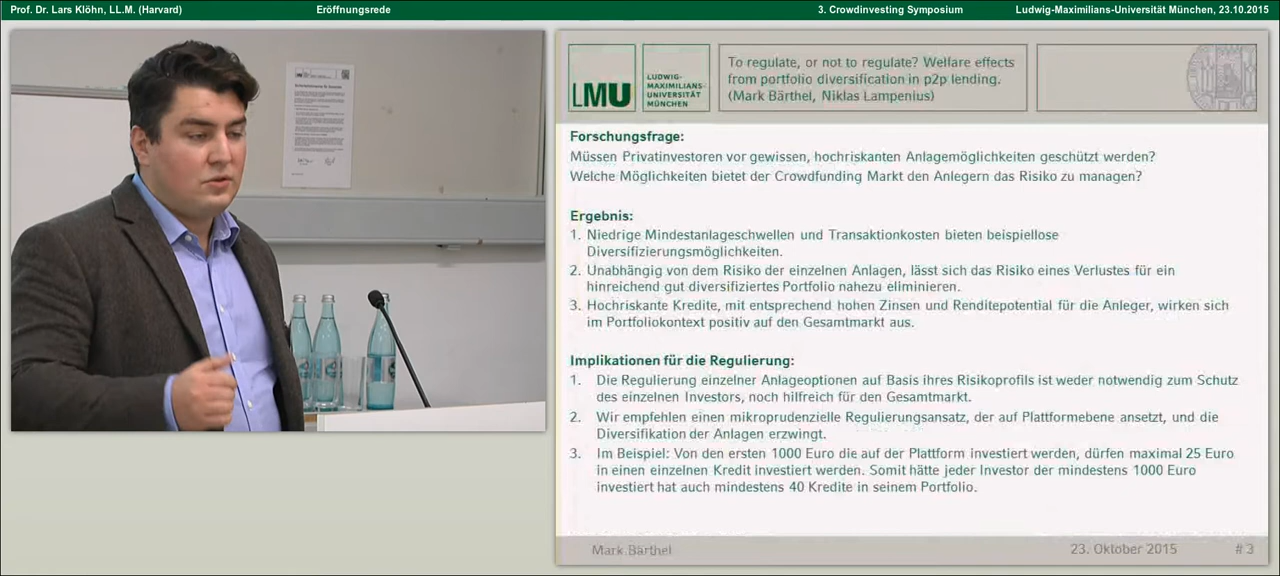 Prof. Dr. Lars Klöhn, LL.M. (Harvard)
Eröffnungsrede
3. Crowdinvesting Symposium
Ludwig-Maximilians-Universität München, 23.10.2015
LMU
LUDWIG-
MAXIMILIANS-
UNIVERSITÄT
MÜNCHEN
To regulate, or not to regulate? Welfare effects
from portfolio diversification in p2p lending.
(Mark Bärthel, Niklas Lampenius)
Forschungsfrage:
Müssen Privatinvestoren vor gewissen, hochriskanten Anlagemöglichkeiten geschützt werden?
Welche Möglichkeiten bietet der Crowdfunding Markt den Anlegern das Risiko zu managen?
Ergebnis:
1. Niedrige Mindestanlageschwellen und Transaktionkosten bieten beispiellose
Diversifizierungsmöglichkeiten.
2. Unabhängig von dem Risiko der einzelnen Anlagen, lässt sich das Risiko eines Verlustes für ein
hinreichend gut diversifiziertes Portfolio nahezu eliminieren.
3. Hochriskante Kredite, mit entsprechend hohen Zinsen und Renditepotential für die Anleger, wirken sich
im Portfoliokontext positiv auf den Gesamtmarkt aus.
Implikationen für die Regulierung:
1. Die Regulierung einzelner Anlageoptionen auf Basis ihres Risikoprofils ist weder notwendig zum Schutz
des einzelnen Investors, noch hilfreich für den Gesamtmarkt.
2. Wir empfehlen einen mikroprudenzielle Regulierungsansatz, der auf Plattformebene ansetzt, und die
Diversifikation der Anlagen erzwingt.
3. Im Beispiel: Von den ersten 1000 Euro die auf der Plattform investiert werden, dürfen maximal 25 Euro
in einen einzelnen Kredit investiert werden. Somit hätte jeder Investor der mindestens 1000 Euro
investiert hat auch mindestens 40 Kredite in seinem Portfolio.
Mark Bärthel
23. Oktober 2015
# 3